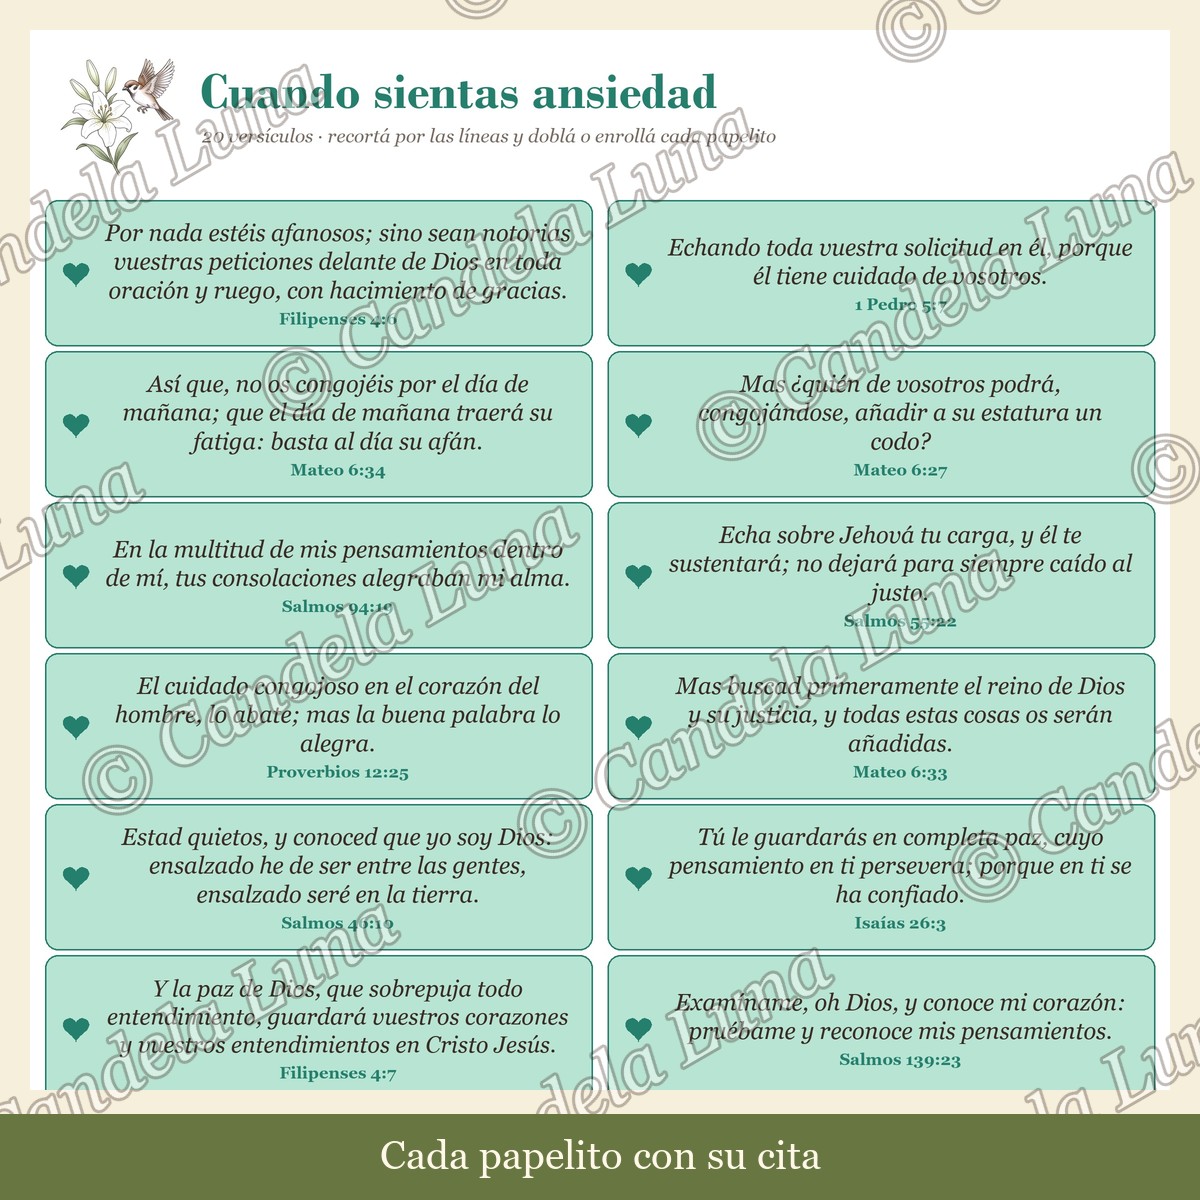 Cuando sientas ansiedad
20 versículos · recortá por las líneas y doblá o enrollá cada papelito
Por nada estéis afanosos; sino sean notorias
vuestras peticiones delante de Dios en toda
oración y ruego, con hacimiento de gracias.
Filipenses 4:6
Echando toda vuestra solicitud en él, porque
él tiene cuidado de vosotros.
1 Pedro 5:7
Así que, no os congojéis por el día de
mañana; que el día de mañana traerá su
fatiga: basta al día su afán.
Mateo 6:34
Mas ¿quién de vosotros podrá,
congojándose, añadir a su estatura un
codo?
Mateo 6:27
En la multitud de mis pensamientos dentro
de mí, tus consolaciones alegraban mi alma.
Salmos 94:19
Echa sobre Jehová tu carga, y él te
sustentará; no dejará para siempre caído al
justo.
Salmos 55:22
El cuidado congojoso en el corazón del
hombre, lo abate; mas la buena palabra lo
alegra.
Proverbios 12:25
Mas buscad primeramente el reino de Dios
y su justicia, y todas estas cosas os serán
añadidas.
Mateo 6:33
Estad quietos, y conoced que yo soy Dios:
ensalzado he de ser entre las gentes,
ensalzado seré en la tierra.
Salmos 46:10
Tú le guardarás en completa paz, cuyo
pensamiento en ti persevera; porque en ti se
ha confiado.
Isaías 26:3
Y la paz de Dios, que sobrepuja todo
entendimiento, guardará vuestros corazones
y vuestros entendimientos en Cristo Jesús.
Filipenses 4:7
Examíname, oh Dios, y conoce mi corazón:
pruébame y reconoce mis pensamientos.
Salmos 139:23
Cada papelito con su cita
© Candela Luna